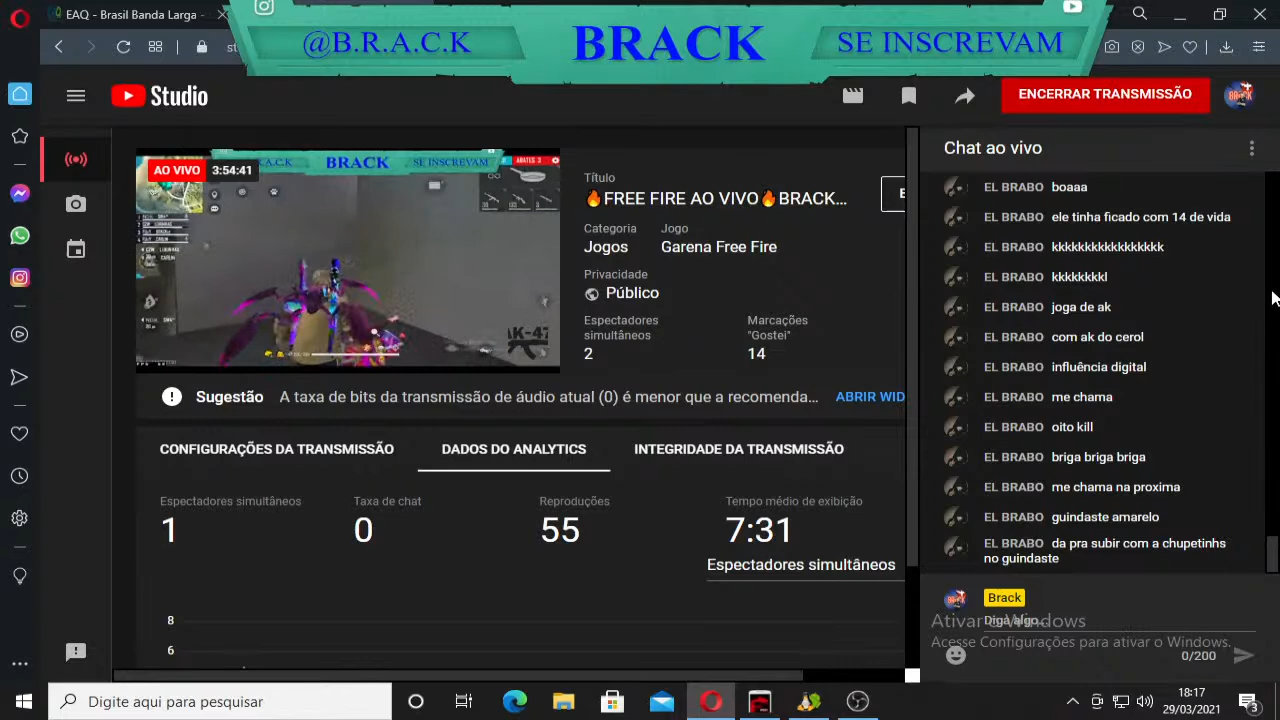 EAQ - Brasil Banda Larga -
@B.R.A.C.K
BRACK
SE INSCREVAM
Studio
ENCERRAR TRANSMISSÃO
AO VIVO 3:54:41
BRACK
SE INSCREVAM
Título
🔥FREE FIRE AO VIVO🔥BRACK...
Categoria
Jogo
Jogos
Garena Free Fire
Privacidade
Público
Espectadores
simultâneos
2
Marcações
"Gostei"
14
Sugestão A taxa de bits da transmissão de áudio atual (0) é menor que a recomenda... ABRIR WID
CONFIGURAÇÕES DA TRANSMISSÃO
DADOS DO ANALYTICS
INTEGRIDADE DA TRANSMISSÃO
Espectadores simultâneos
1
Taxa de chat
0
Reproduções
55
Tempo médio de exibição
7:31
Espectadores simultâneos
8
6
Chat ao vivo
EL BRABO boaaa
EL BRABO ele tinha ficado com 14 de vida
EL BRABO kkkkkkkkkkkkkkkkk
EL BRABO kkkkkkkkl
EL BRABO joga de ak
EL BRABO com ak do cerol
EL BRABO influência digital
EL BRABO me chama
EL BRABO oito kill
EL BRABO briga briga briga
EL BRABO me chama na proxima
EL BRABO guindaste amarelo
EL BRABO da pra subir com a chupetinhs
no guindaste
Brack
Diga algo...
Ativar o Windows
Acesse Configurações para ativar o Windows.
0/200
Digite aqui para pesquisar
18:17
29/03/2021
3